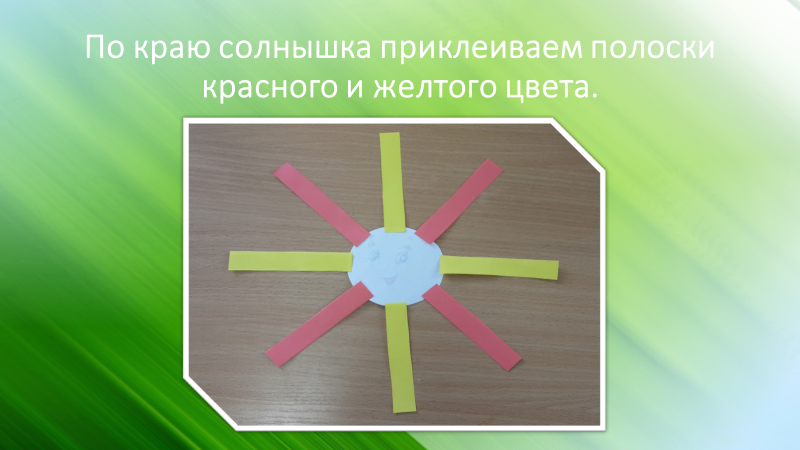 По краю солнышка приклеиваем полоски
красного и желтого цвета.